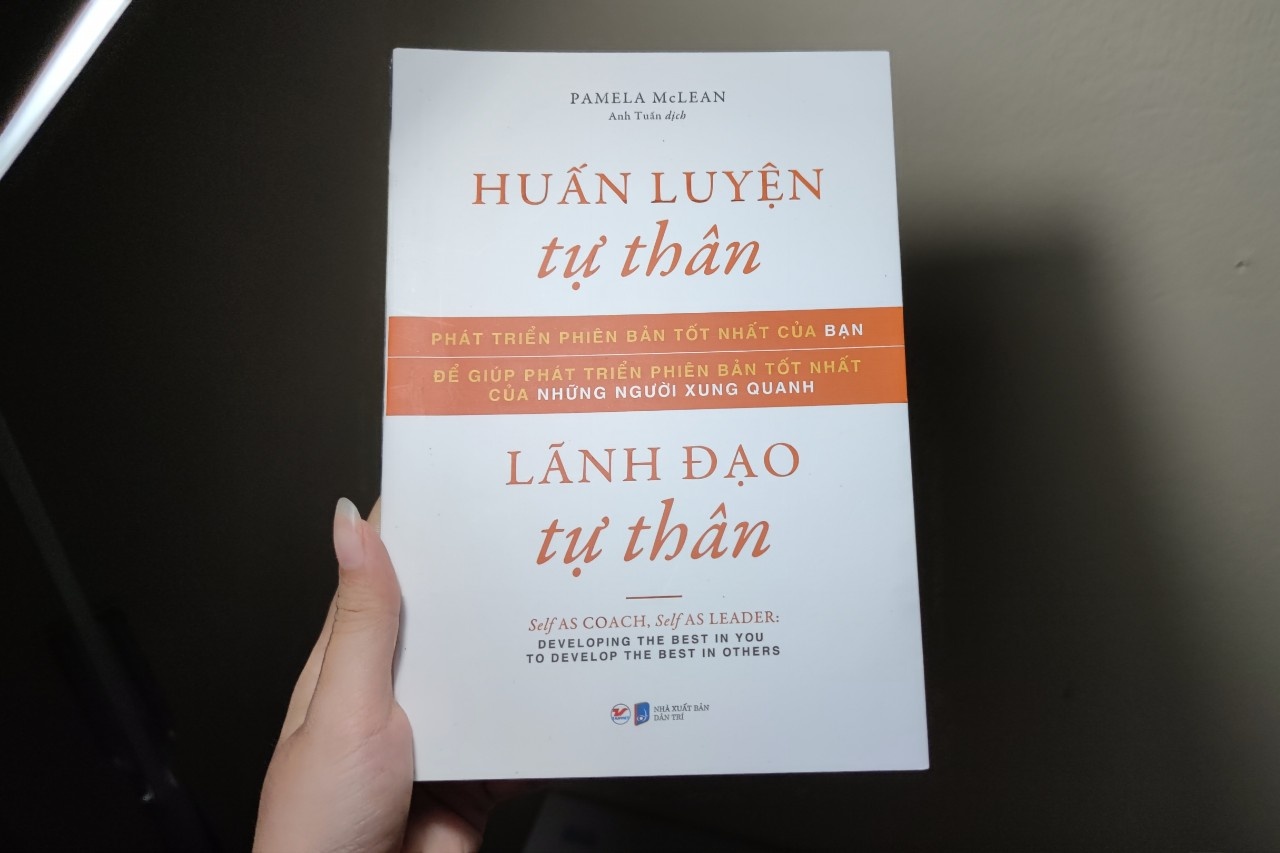 PAMELA McLEAN
Anh Tuấn dịch
HUẤN LUYỆN
tự thân
PHÁT TRIỂN PHIÊN BẢN TỐT NHẤT CỦA BẠN
ĐỂ GIÚP PHÁT TRIỂN PHIÊN BẢN TỐT NHẤT
CỦA NHỮNG NGƯỜI XUNG QUANH
LÃNH ĐẠO
tự thân
Self AS COACH, Self AS LEADER:
DEVELOPING THE BEST IN YOU
TO DEVELOP THE BEST IN OTHERS
NHÀ XUẤT BẢN
DÂN TRÍ